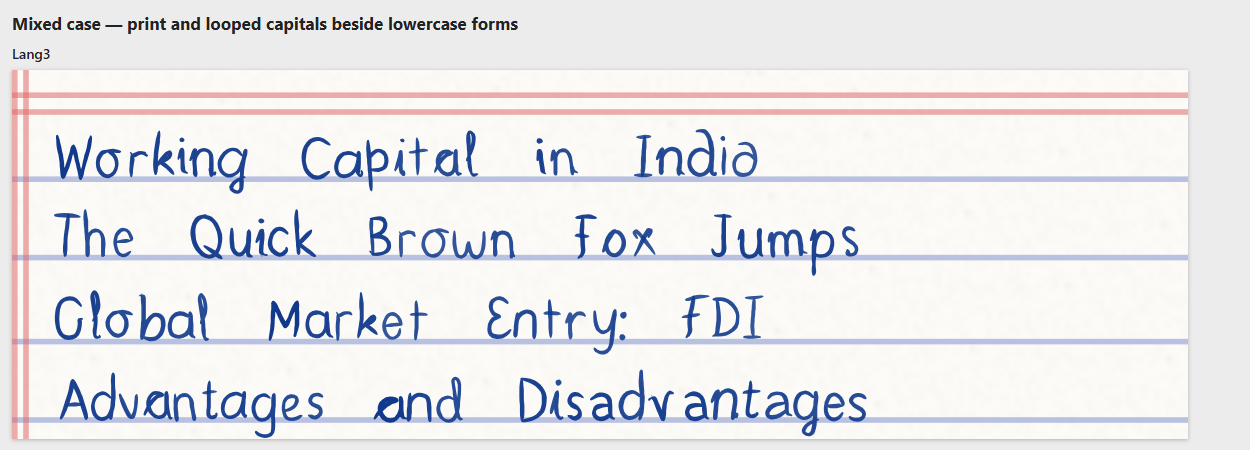 Mixed case — print and looped capitals beside lowercase forms
Lang3
Working Capital in India
The Quick Brown Fox Jumps
Global Market Entry: FDI
Advantages and Disadvantages